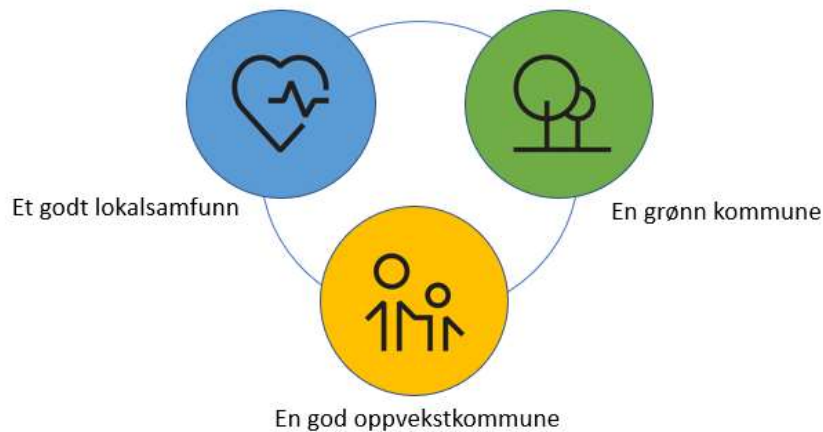 Et godt lokalsamfunn
En grønn kommune
En god oppvekstkommune